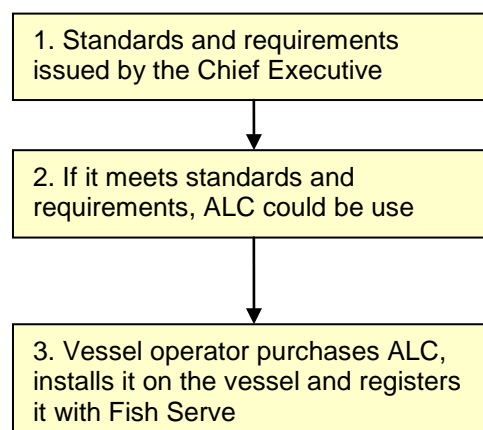 1. Standards and requirements
issued by the Chief Executive
2. If it meets standards and
requirements, ALC could be use
3. Vessel operator purchases ALC,
installs it on the vessel and registers
it with Fish Serve